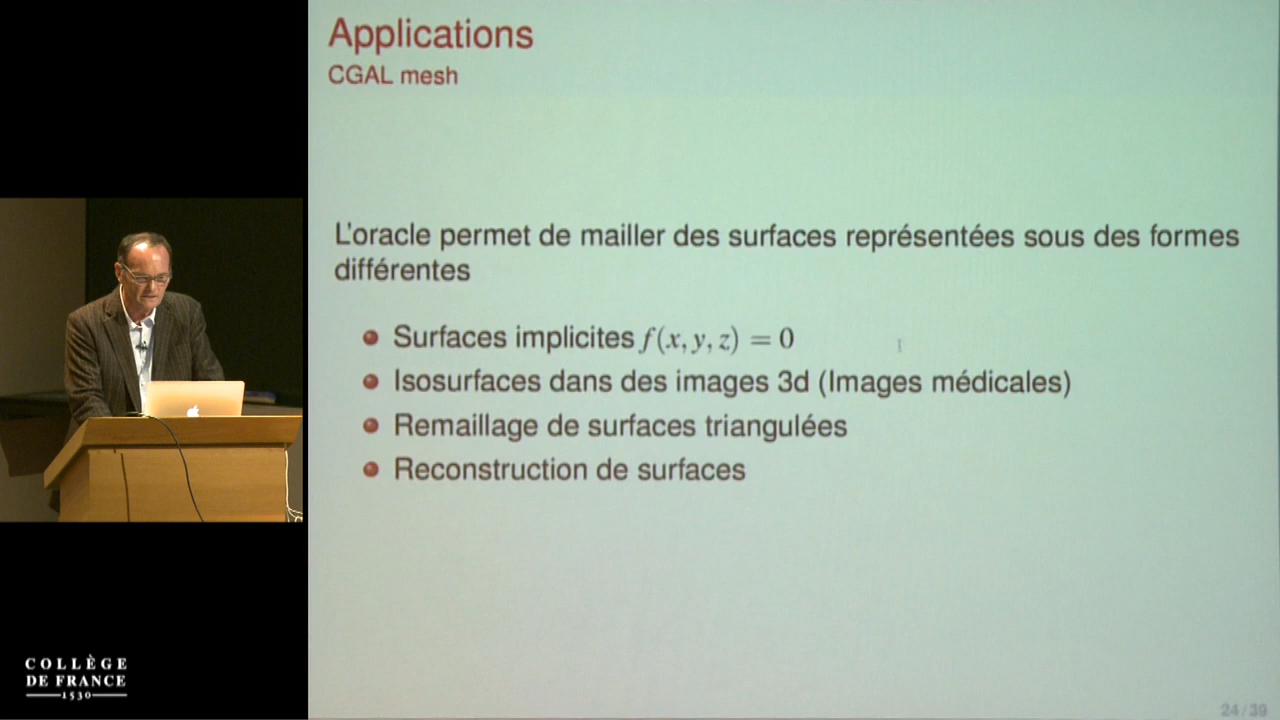 Applications
CGAL mesh
L'oracle permet de mailler des surfaces représentées sous des formes
différentes
Surfaces implicites f(x, y, z) = 0
Isosurfaces dans des images 3d (Images médicales)
Remaillage de surfaces triangulées
Reconstruction de surfaces
24/39
COLLÈGE
DE FRANCE
1530